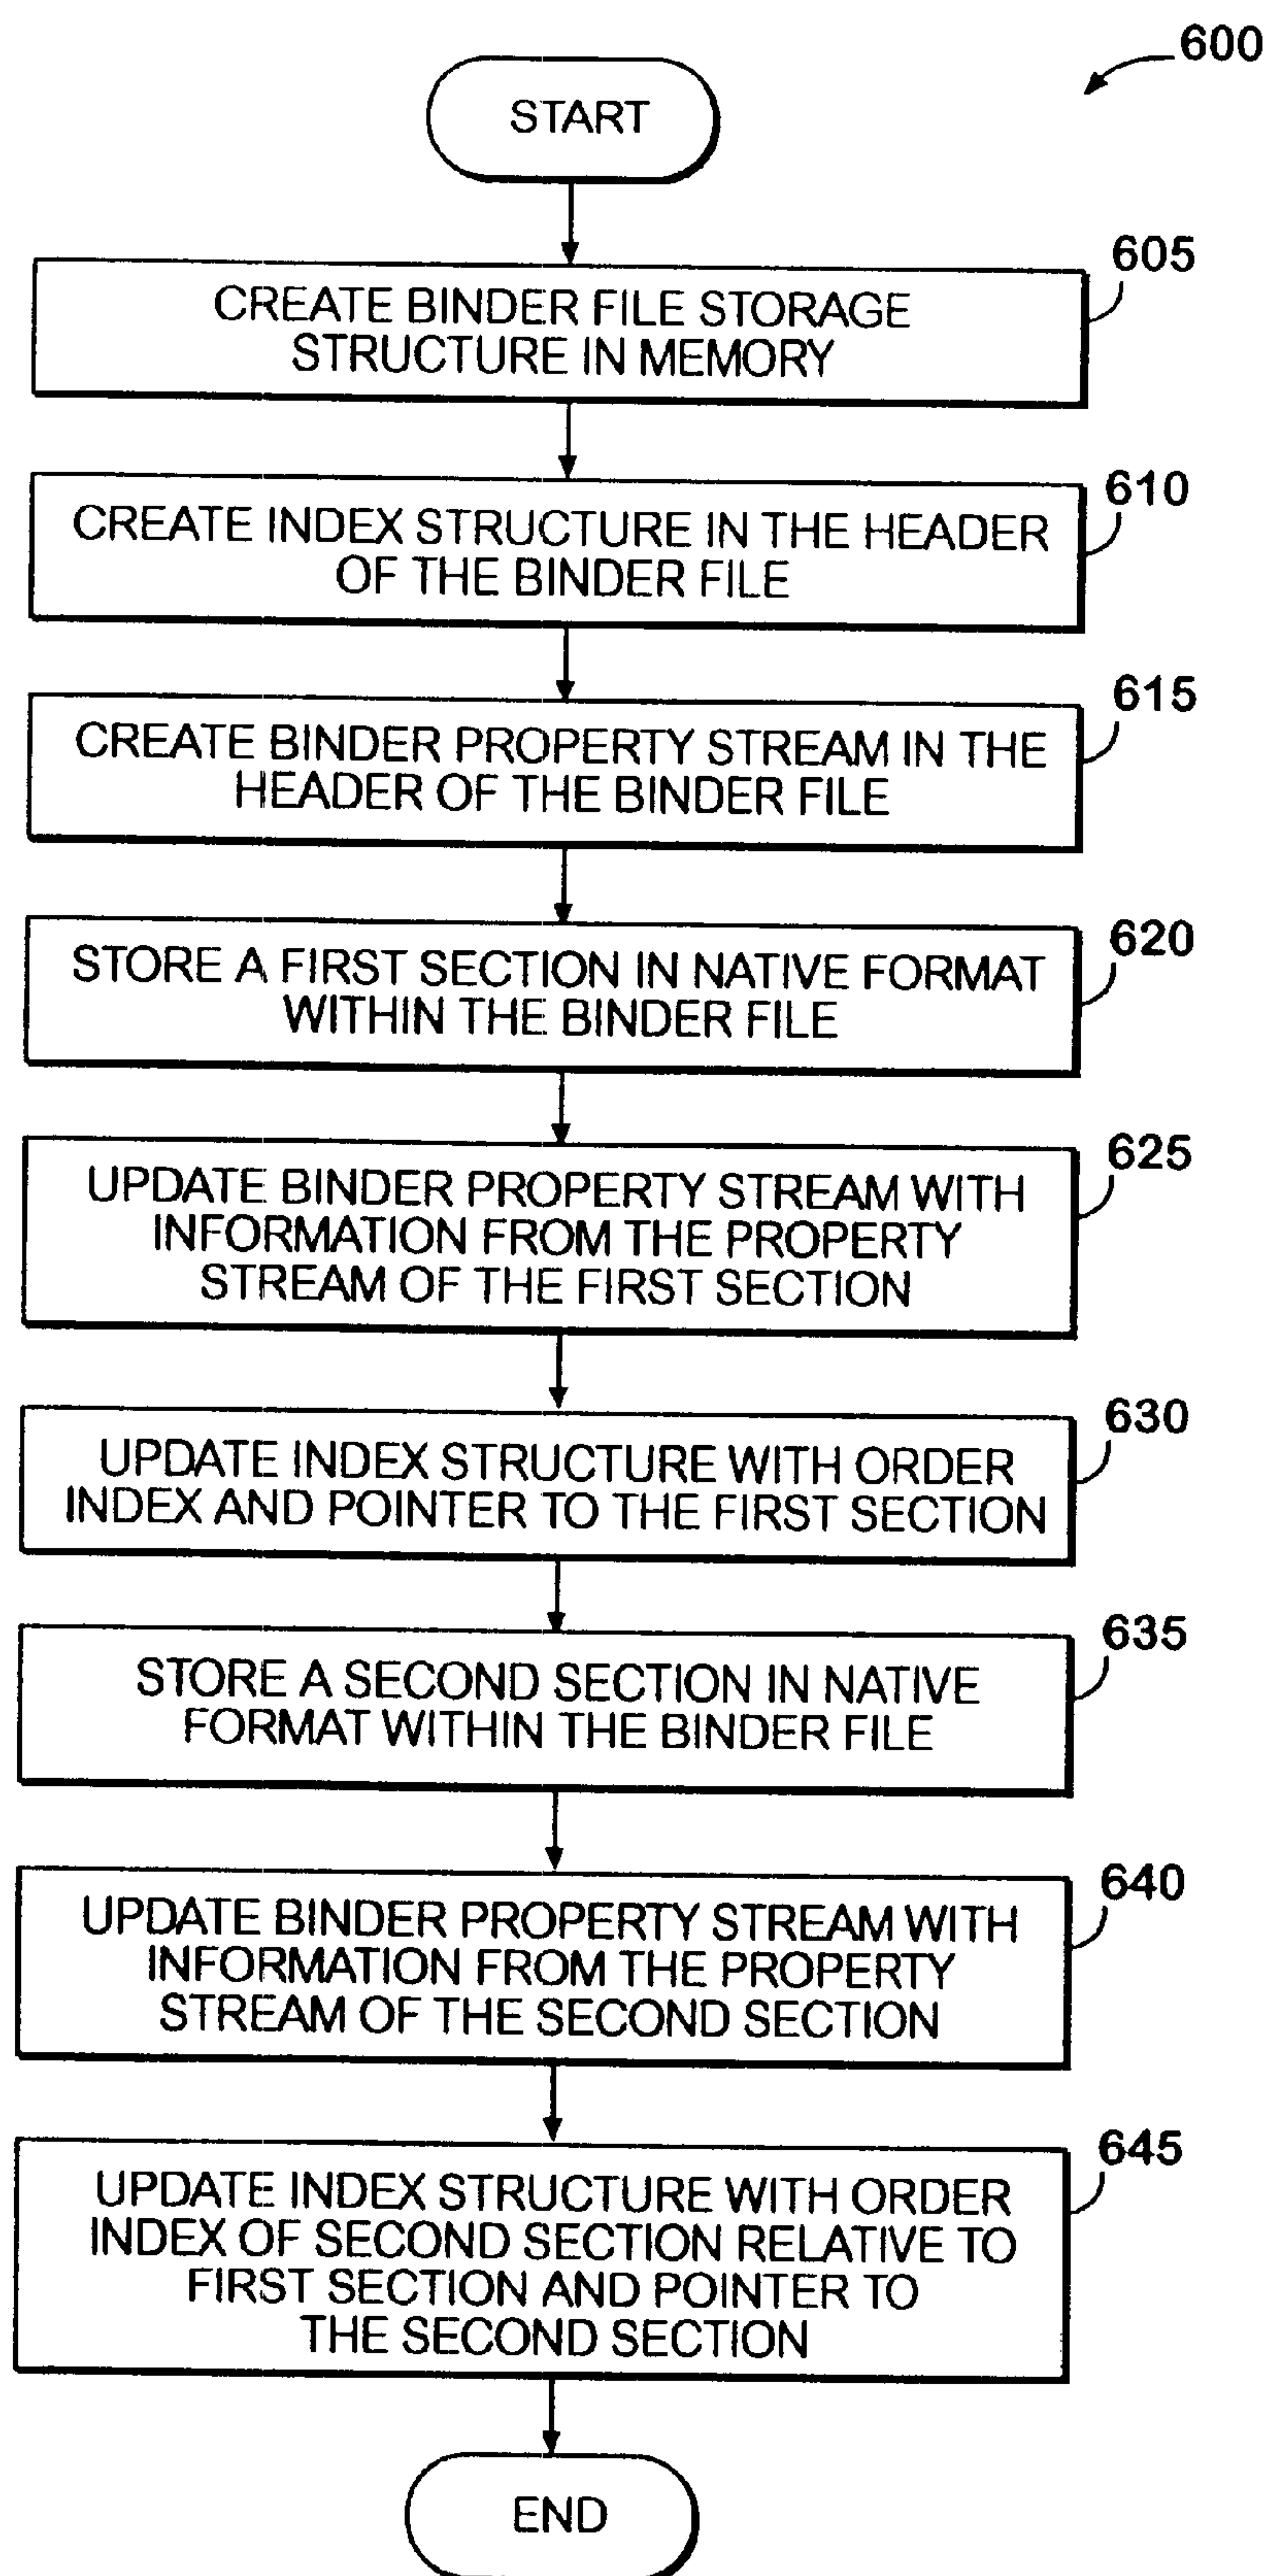 600
START
605
CREATE BINDER FILE STORAGE
STRUCTURE IN MEMORY
610
CREATE INDEX STRUCTURE IN THE HEADER
OF THE BINDER FILE
615
CREATE BINDER PROPERTY STREAM IN THE
HEADER OF THE BINDER FILE
620
STORE A FIRST SECTION IN NATIVE FORMAT
WITHIN THE BINDER FILE
625
UPDATE BINDER PROPERTY STREAM WITH
INFORMATION FROM THE PROPERTY
STREAM OF THE FIRST SECTION
630
UPDATE INDEX STRUCTURE WITH ORDER
INDEX AND POINTER TO THE FIRST SECTION
635
STORE A SECOND SECTION IN NATIVE
FORMAT WITHIN THE BINDER FILE
640
UPDATE BINDER PROPERTY STREAM WITH
INFORMATION FROM THE PROPERTY
STREAM OF THE SECOND SECTION
645
UPDATE INDEX STRUCTURE WITH ORDER
INDEX OF SECOND SECTION RELATIVE TO
FIRST SECTION AND POINTER TO
THE SECOND SECTION
END